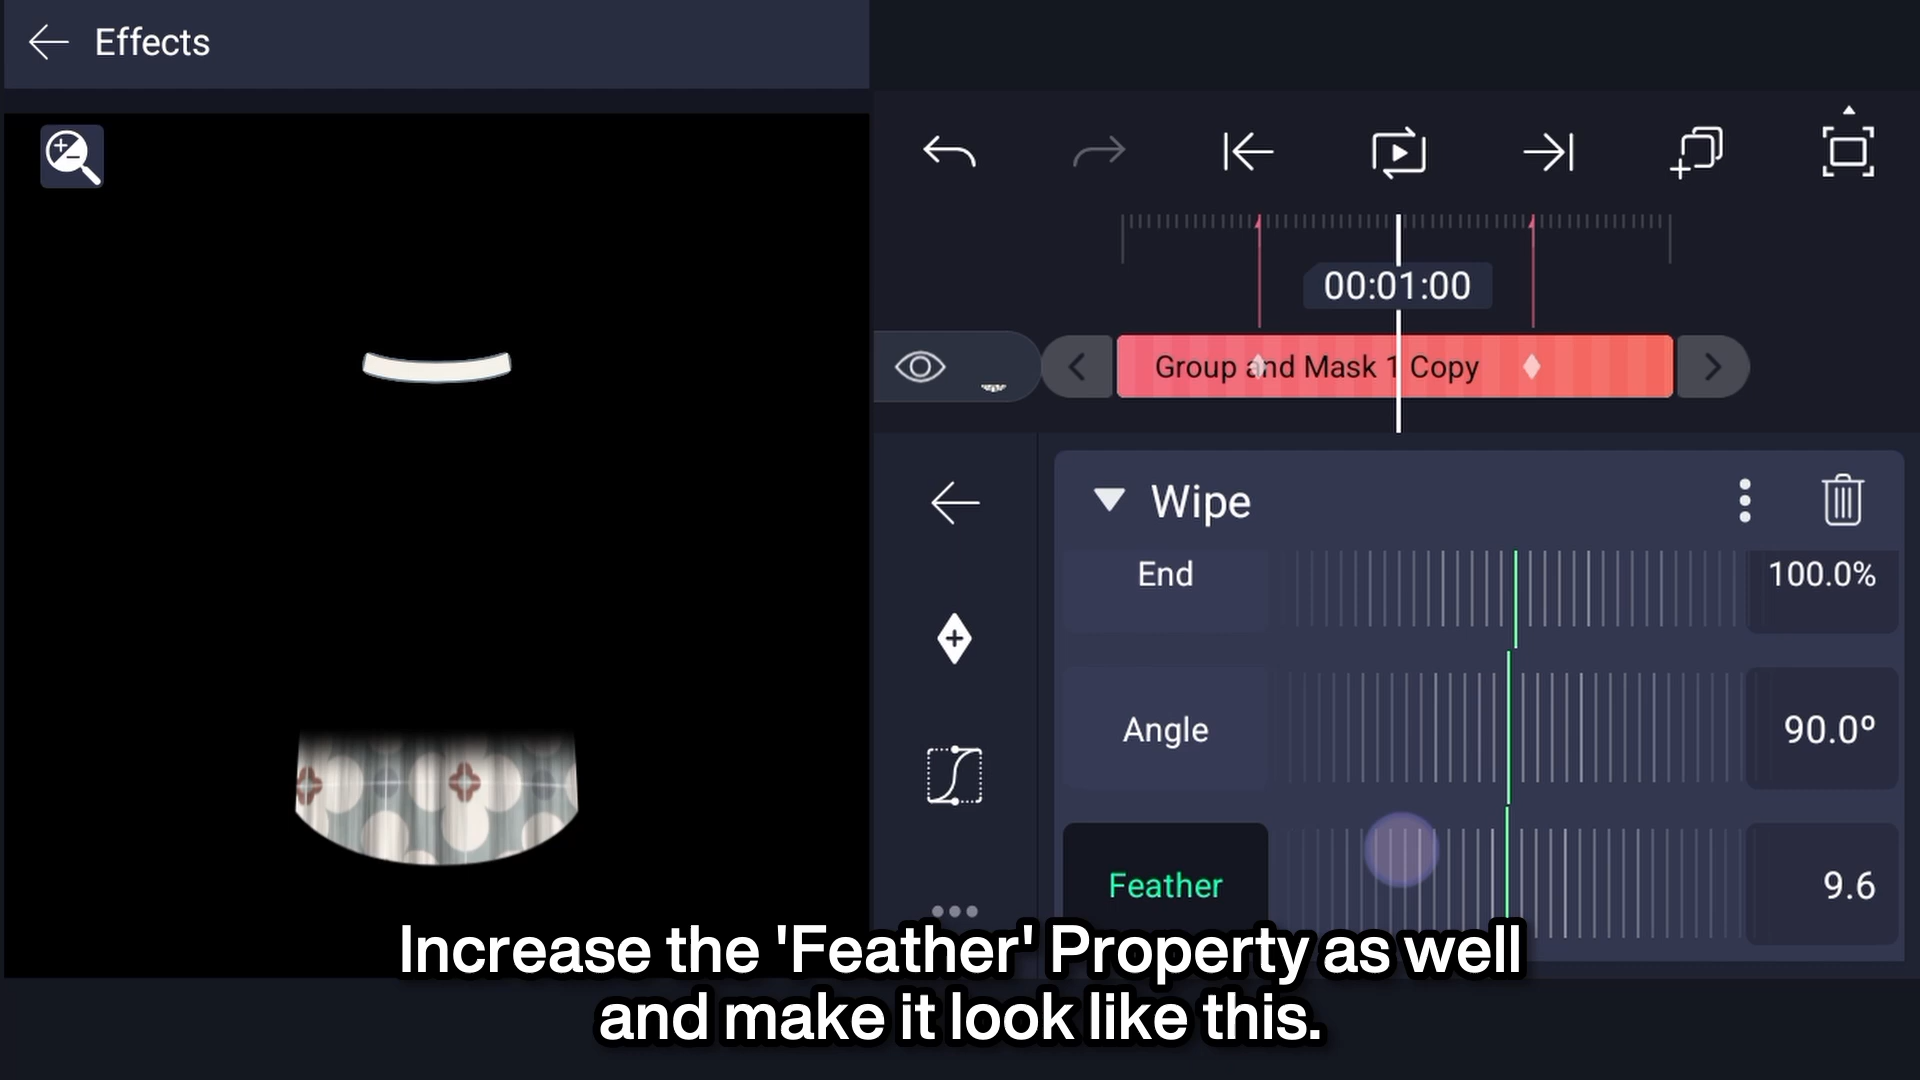 Effects
00:01:00
Group and Mask 1 Copy
Wipe
End 100.0%
Angle 90.0º
Feather 9.6
Increase the 'Feather' Property as well
and make it look like this.